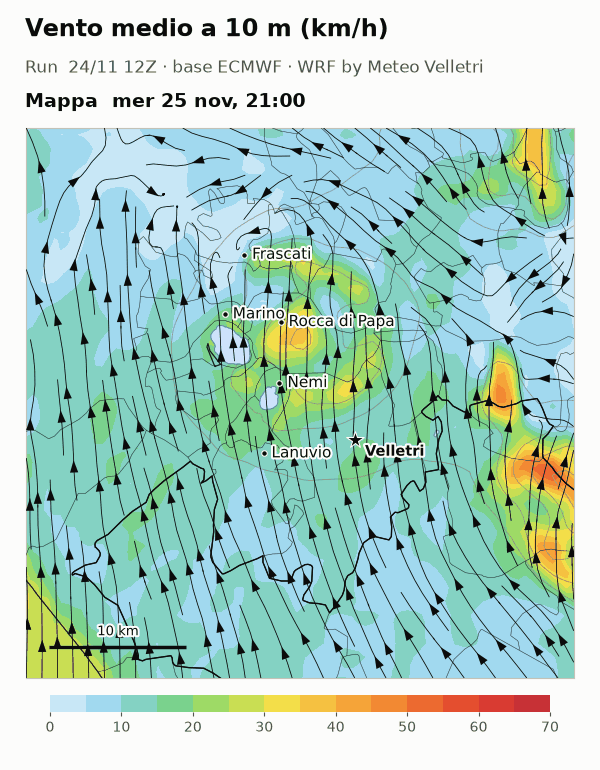 Vento medio a 10 m (km/h)
Run  24/11 12Z · base ECMWF · WRF by Meteo Velletri
Mappa  mer 25 nov, 21:00
Frascati
Marino
Rocca di Papa
Nemi
Velletri
Lanuvio
10 km
0 10 20 30 40 50 60 70